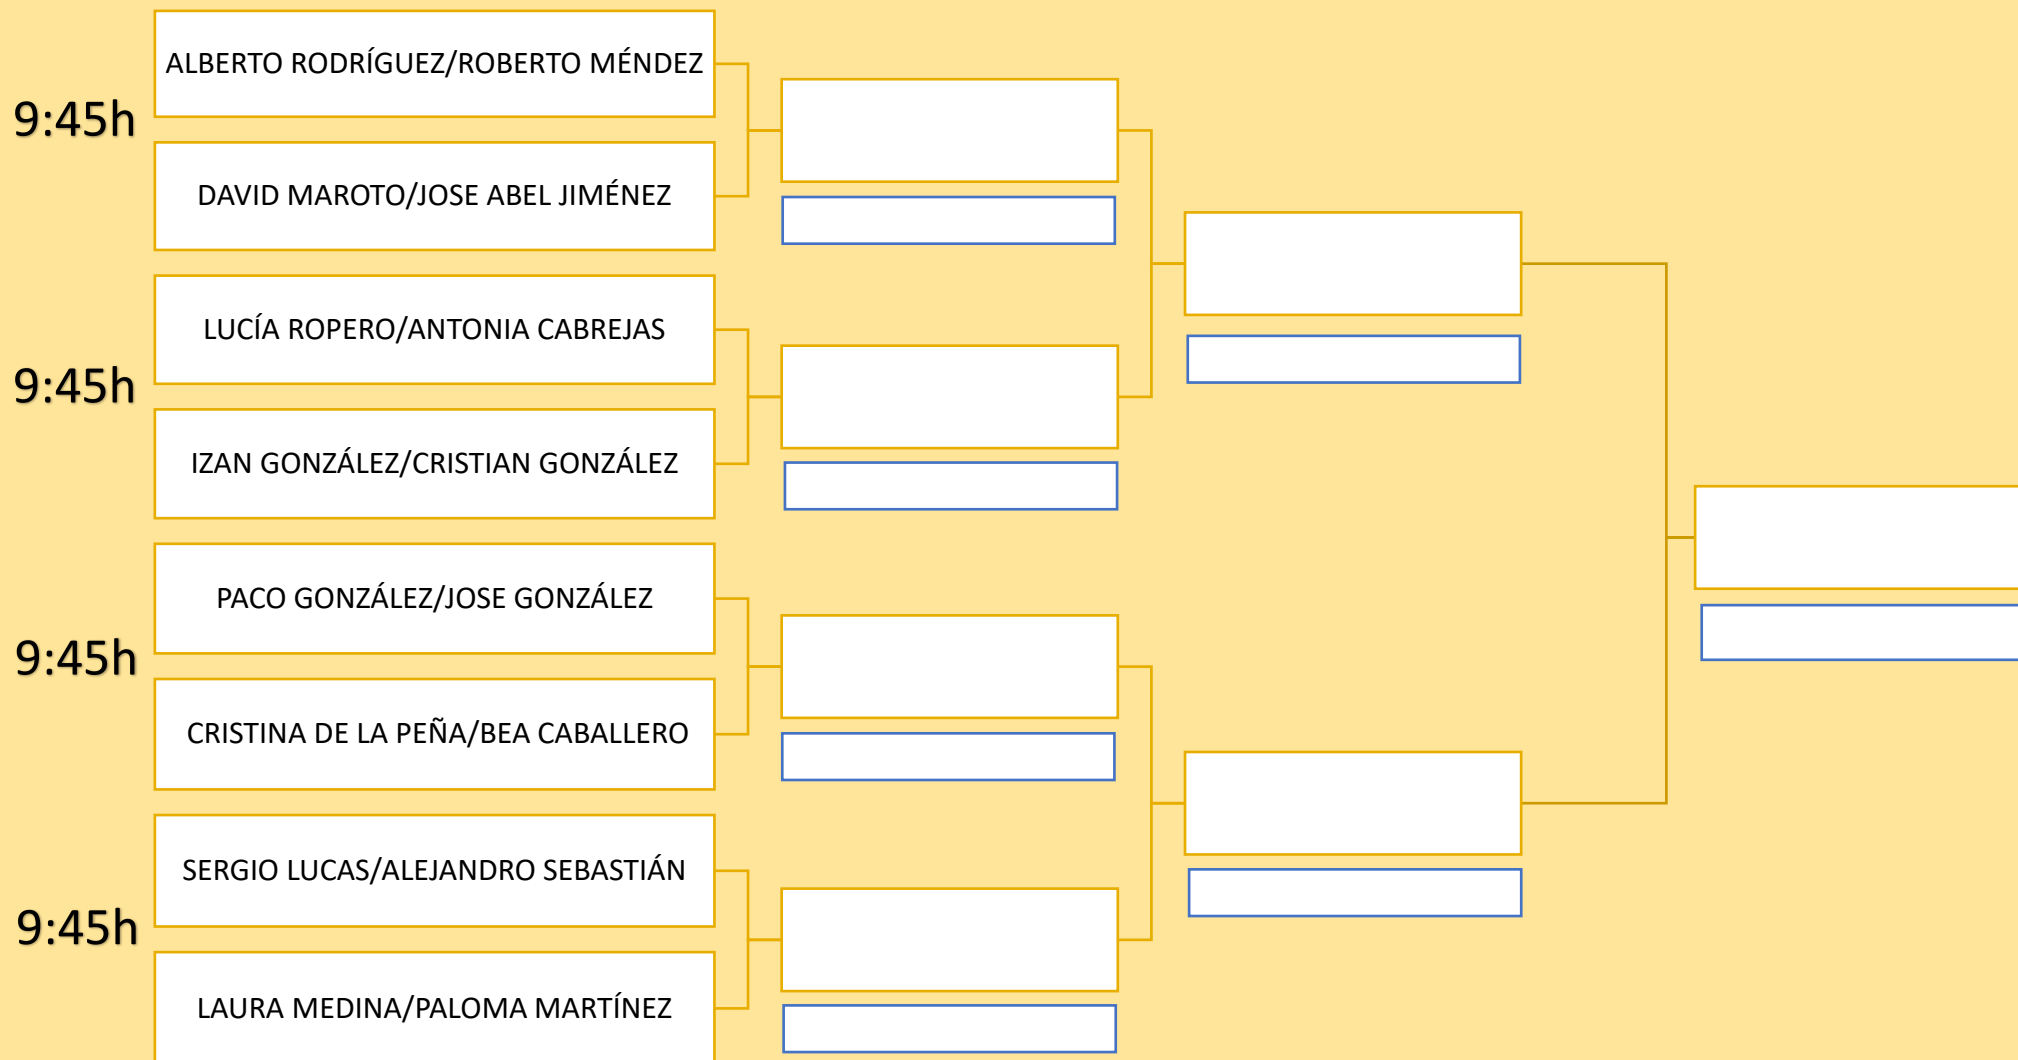 ALBERTO RODRÍGUEZ/ROBERTO MÉNDEZ
9:45h
DAVID MAROTO/JOSE ABEL JIMÉNEZ
LUCÍA ROPERO/ANTONIA CABREJAS
9:45h
IZAN GONZÁLEZ/CRISTIAN GONZÁLEZ
PACO GONZÁLEZ/JOSE GONZÁLEZ
9:45h
CRISTINA DE LA PEÑA/BEA CABALLERO
SERGIO LUCAS/ALEJANDRO SEBASTIÁN
9:45h
LAURA MEDINA/PALOMA MARTÍNEZ